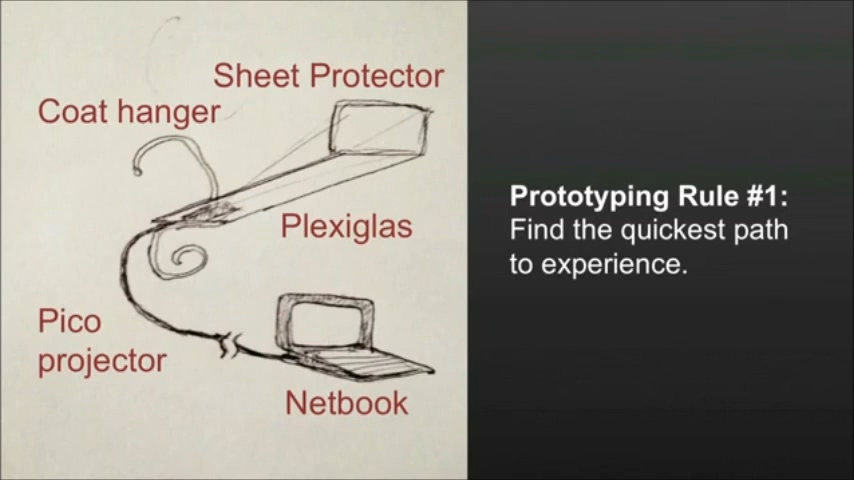 Sheet Protector
Coat hanger
Plexiglas
Pico
projector
Netbook
Prototyping Rule #1:
Find the quickest path
to experience.